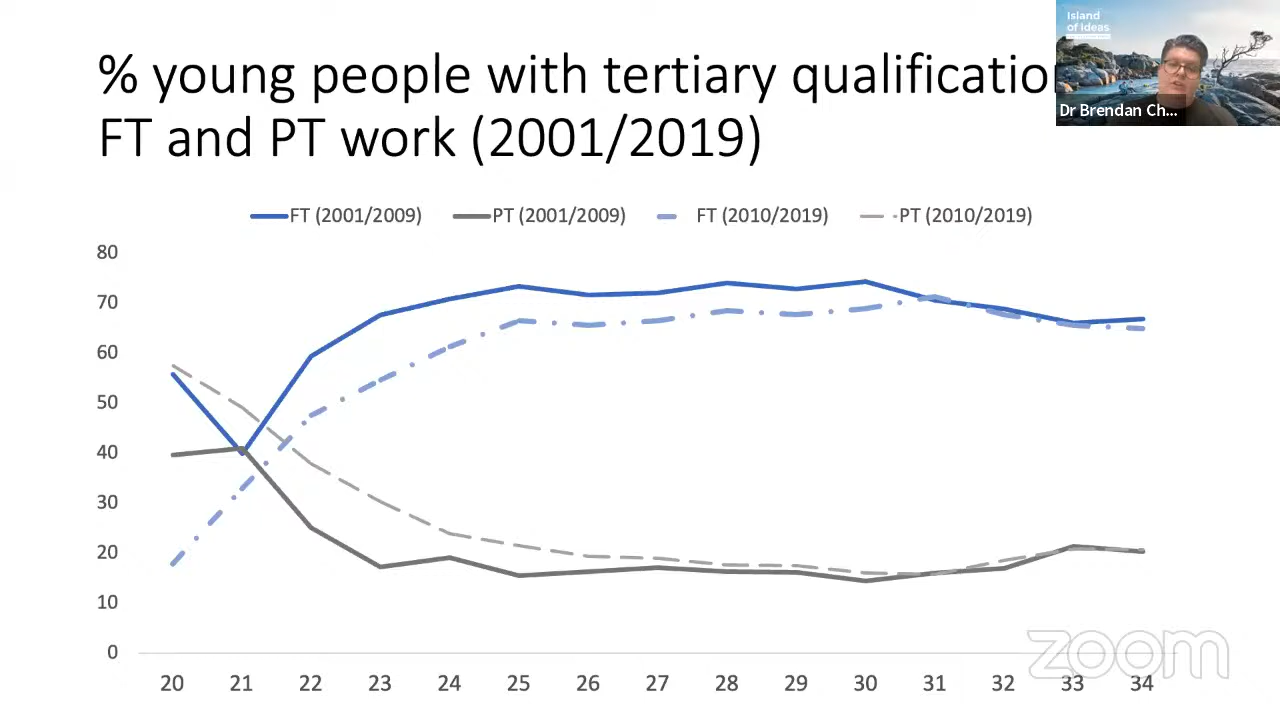 % young people with tertiary qualificatio
FT and PT work (2001/2019)
Island
of Ideas
Dr Brendan Ch...
FT (2001/2009) PT (2001/2009) FT (2010/2019) PT (2010/2019)
80
70
60
50
40
30
20
10
0
20 21 22 23 24 25 26 27 28 29 30 31 32 33 34
zoom